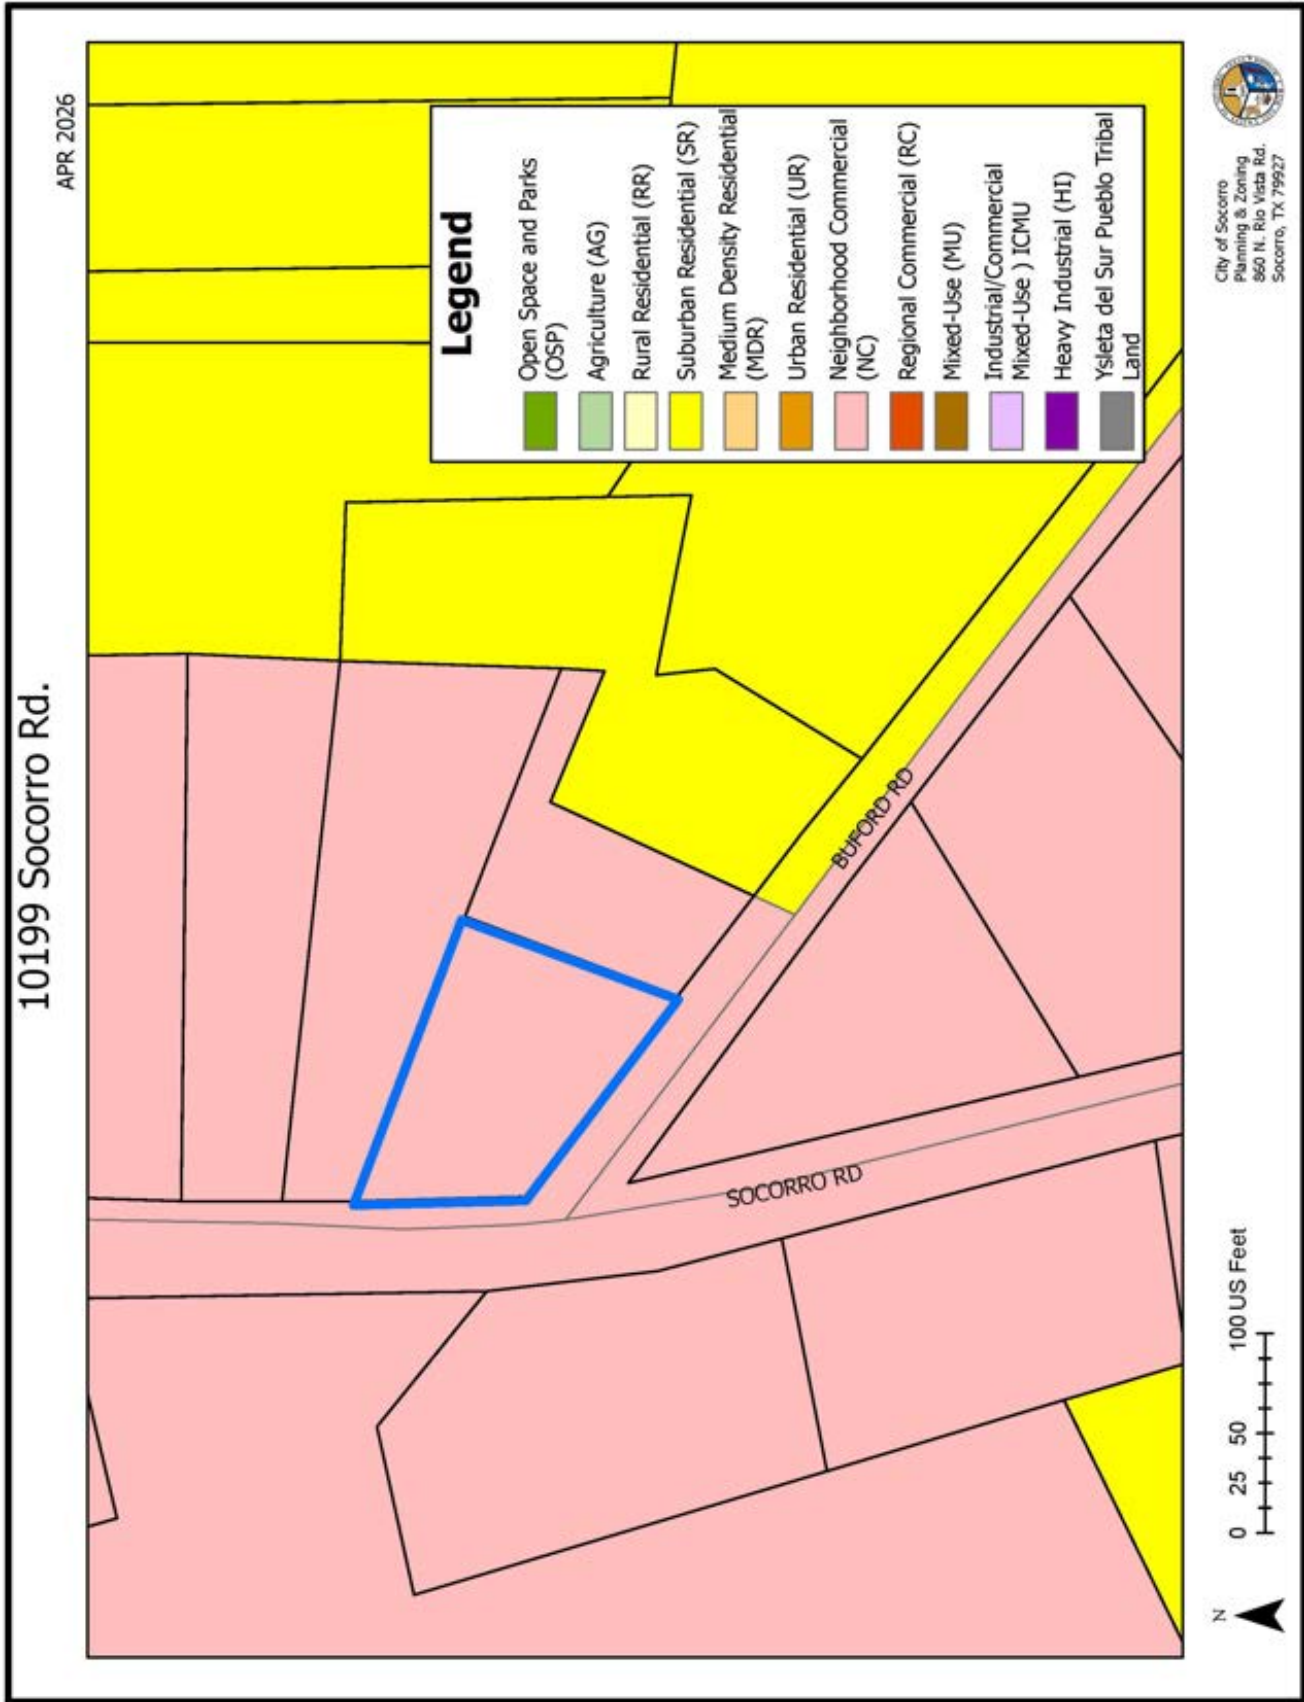 10199 Socorro Rd.
APR 2026
Legend
Open Space and Parks
(OSP)
Agriculture (AG)
Rural Residential (RR)
Suburban Residential (SR)
Medium Density Residential
(MDR)
Urban Residential (UR)
Neighborhood Commercial
(NC)
Regional Commercial (RC)
Mixed-Use (MU)
Industrial/Commercial
Mixed-Use ) ICMU
Heavy Industrial (HI)
Ysleta del Sur Pueblo Tribal
Land
BUFORD RD
SOCORRO RD
N
0 25 50 100 US Feet
City of Socorro
Planning & Zoning
860 N. Rio Vista Rd.
Socorro, TX 79927